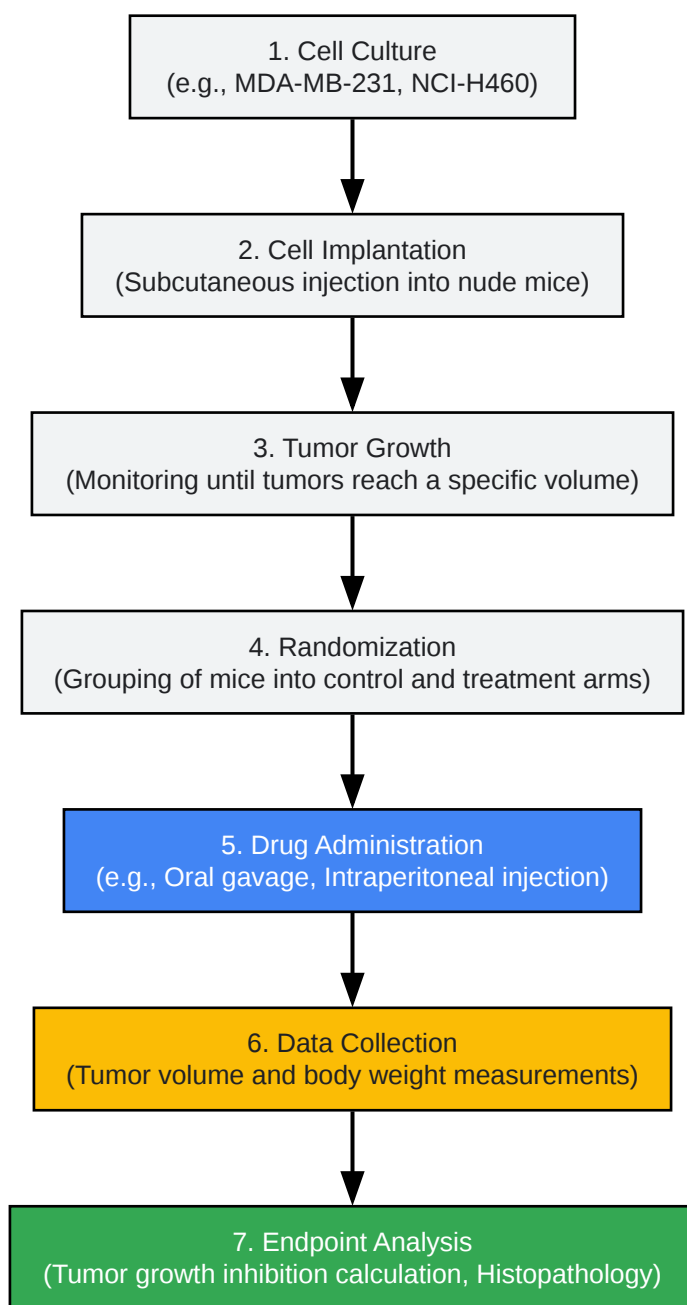 1. Cell Culture
(e.g., MDA-MB-231, NCI-H460)
2. Cell Implantation
(Subcutaneous injection into nude mice)
3. Tumor Growth
(Monitoring until tumors reach a specific volume)
4. Randomization
(Grouping of mice into control and treatment arms)
5. Drug Administration
(e.g., Oral gavage, Intraperitoneal injection)
6. Data Collection
(Tumor volume and body weight measurements)
7. Endpoint Analysis
(Tumor growth inhibition calculation, Histopathology)